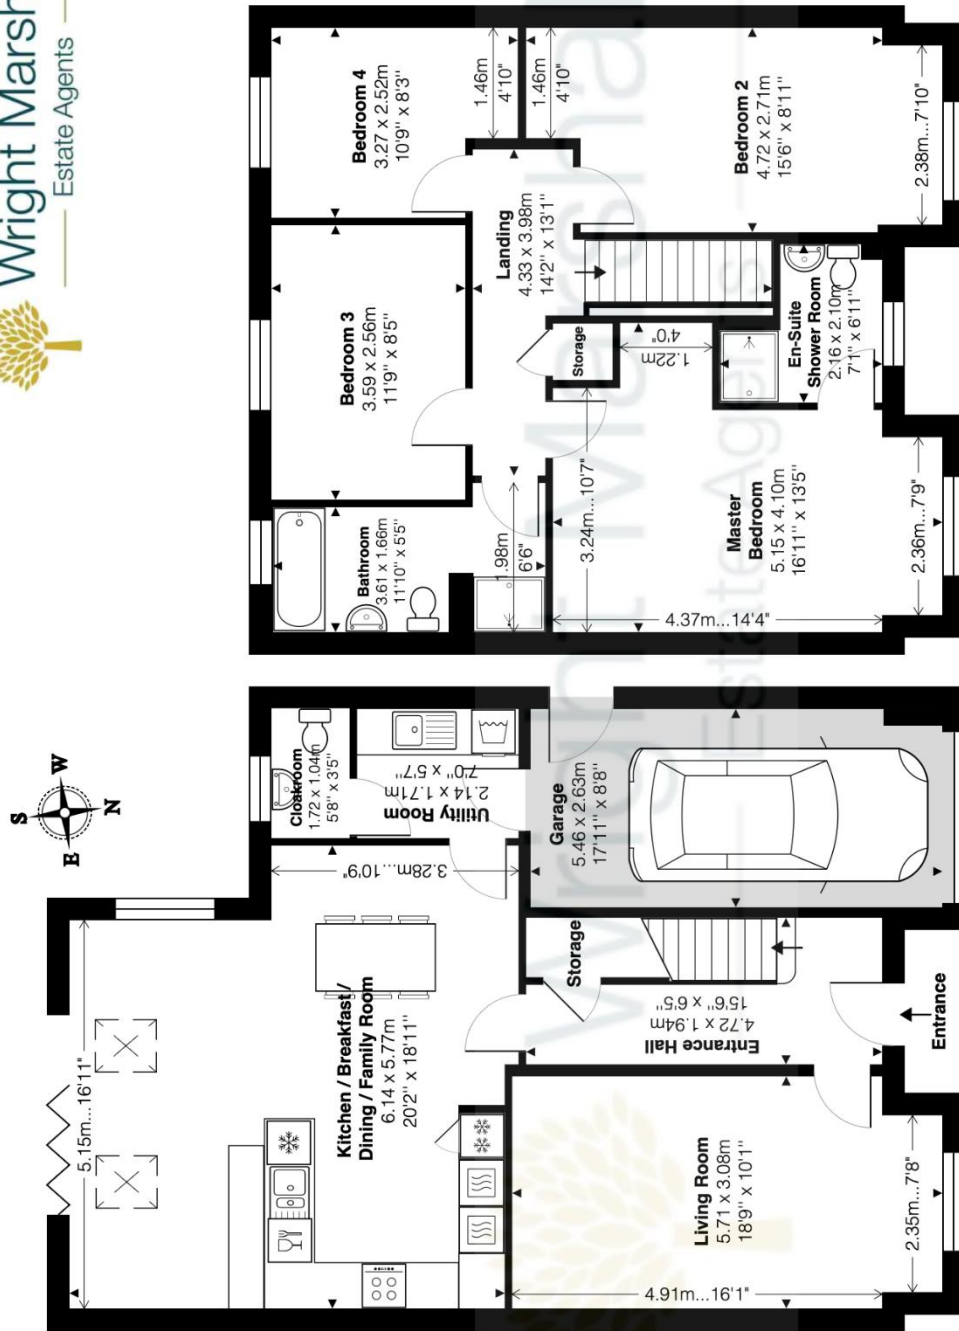 Wright Marsh
Estate Agents
Bedroom 4
3.27 x 2.52m
10'9" x 8'3"
1.46m
4'10"
1.46m
4'10"
Bedroom 2
4.72 x 2.71m
15'6" x 8'11"
2.38m...7'10"
Bedroom 3
3.59 x 2.56m
11'9" x 8'5"
Landing
4.33 x 3.98m
14'2" x 13'1"
Storage
1.22m
4'0"
En-Suite
Shower Room
2.16 x 2.10m
7'1" x 6'11"
Bathroom
3.61 x 1.66m
11'10" x 5'5"
1.98m
6'6"
3.24m...10'7"
Master
Bedroom
5.15 x 4.10m
16'11" x 13'5"
2.36m...7'9"
4.37m...14'4"
S
W
N
E
Cloakroom
1.72 x 1.04m
5'8" x 3'5"
Utility Room
2.14 x 1.71m
7'0" x 5'7"
Garage
5.46 x 2.63m
17'11" x 8'8"
3.28m...10'9"
5.15m...16'11"
Kitchen / Breakfast /
Dining / Family Room
6.14 x 5.77m
20'2" x 18'11"
Storage
Entrance Hall
4.72 x 1.94m
15'6" x 6'5"
Entrance
Living Room
5.71 x 3.08m
18'9" x 10'1"
2.35m...7'8"
4.91m...16'1"
Wright Marsha
Estate Agents